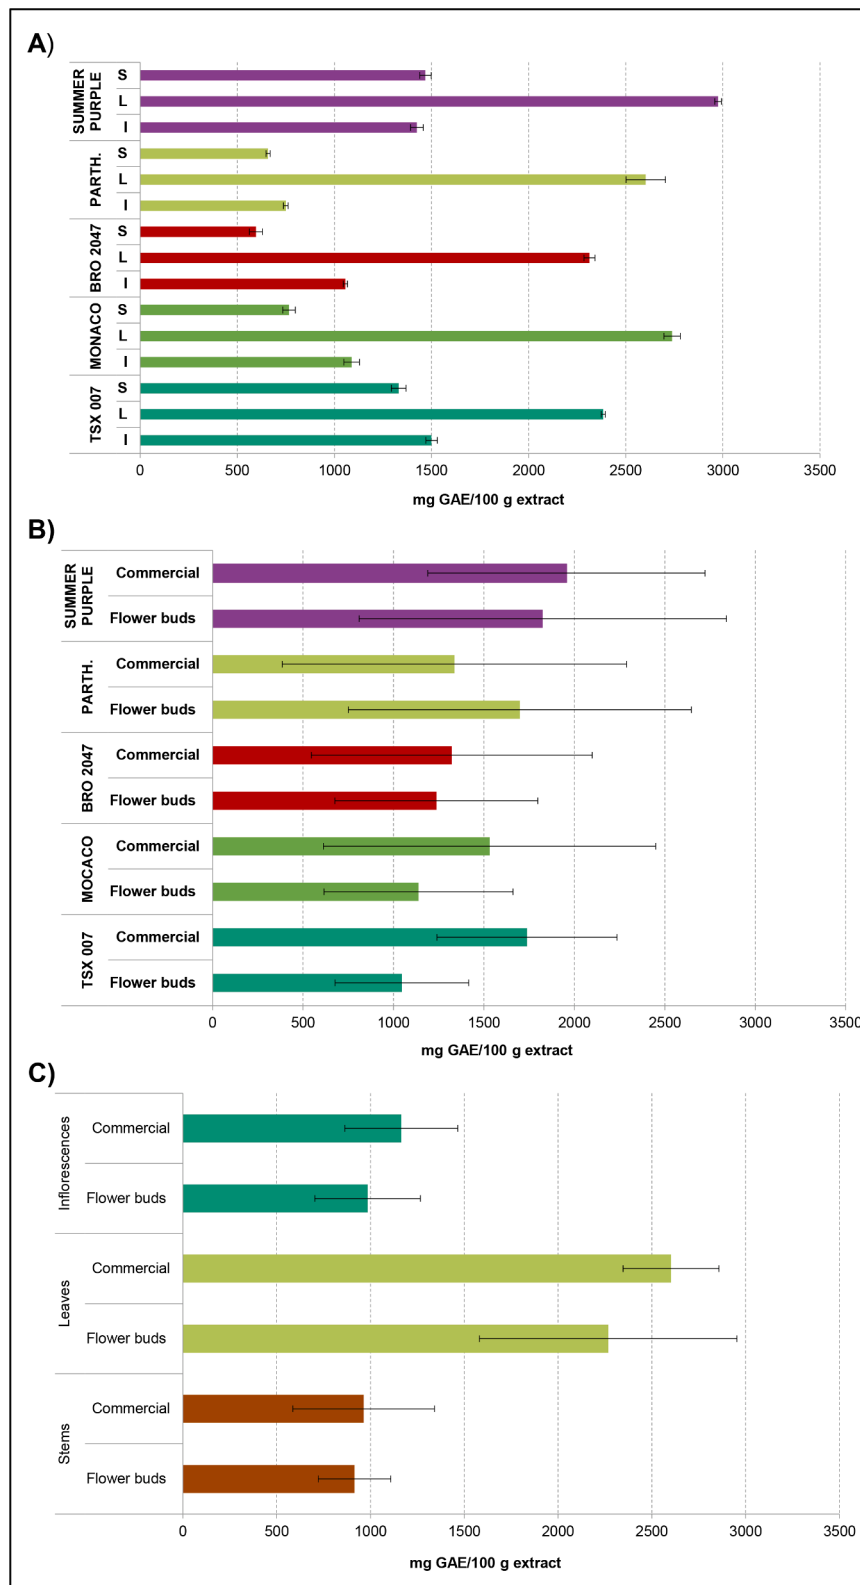 A)
SUMMER
PURPLE
S
L
I
PARTH.
S
L
I
BRO 2047
S
L
I
MONACO
S
L
I
TSX 007
S
L
I
0 500 1000 1500 2000 2500 3000 3500
mg GAE/100 g extract
B)
SUMMER
PURPLE
Commercial
Flower buds
PARTH.
Commercial
Flower buds
BRO 2047
Commercial
Flower buds
MOCACO
Commercial
Flower buds
TSX 007
Commercial
Flower buds
0 500 1000 1500 2000 2500 3000 3500
mg GAE/100 g extract
C)
Inflorescences
Commercial
Flower buds
Leaves
Commercial
Flower buds
Stems
Commercial
Flower buds
0 500 1000 1500 2000 2500 3000 3500
mg GAE/100 g extract